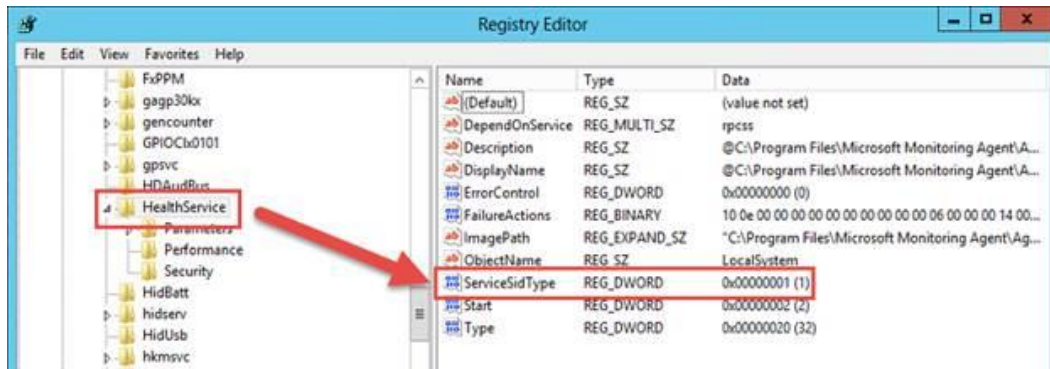 Registry Editor
File Edit View Favorites Help
FxPPM
gagp30kx
gencounter
GPIOClx0101
gpsvc
HDAudBus
HealthService
Parameters
Performance
Security
HidBatt
hidserv
HidUsb
hkmsvc
Name Type Data
(Default) REG_SZ (value not set)
DependOnService REG_MULTI_SZ rpcss
Description REG_SZ @C:\Program Files\Microsoft Monitoring Agent\A...
DisplayName REG_SZ @C:\Program Files\Microsoft Monitoring Agent\A...
ErrorControl REG_DWORD 0x00000000 (0)
FailureActions REG_BINARY 10 0e 00 00 00 00 00 00 00 00 00 00 06 00 00 00 14 00...
ImagePath REG_EXPAND_SZ "C:\Program Files\Microsoft Monitoring Agent\Ag...
ObjectName REG_SZ LocalSystem
ServiceSidType REG_DWORD 0x00000001 (1)
Start REG_DWORD 0x00000002 (2)
Type REG_DWORD 0x00000020 (32)